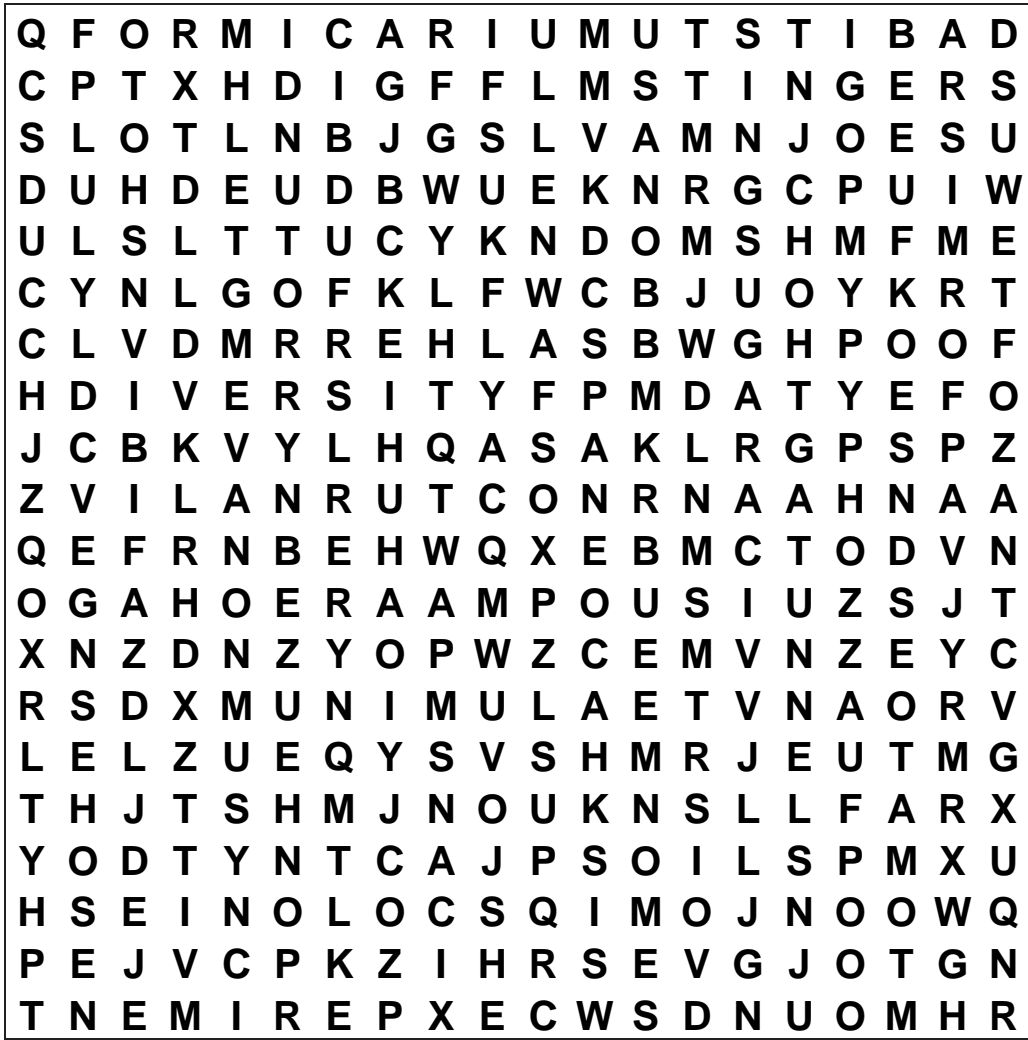 Q F O R M I C A R I U M U T S T I B A D
C P T X H D I G F F L M S T I N G E R S
S L O T L N B J G S L V A M N J O E S U
D U H D E U D B W U E K N R G C P U I W
U L S L T T U C Y K N D O M S H M F M E
C Y N L G O F K L F W C B J U O Y K R T
C L V D M R R E H L A S B W G H P O O F
H D I V E R S I T Y F P M D A T Y E F O
J C B K V Y L H Q A S A K L R G P S P Z
Z V I L A N R U T C O N R N A A H N A A
Q E F R N B E H W Q X E B M C T O D V N
O G A H O E R A A M P O U S I U Z S J T
X N Z D N Z Y O P W Z C E M V N Z E Y C
R S D X M U N I M U L A E T V N A O R V
L E L Z U E Q Y S V S H M R J E U T M G
T H J T S H M J N O U K N S L L F A R X
Y O D T Y N T C A J P S O I L S P M X U
H S E I N O L O C S Q I M O J N O O W Q
P E J V C P K Z I H R S E V G J O T G N
T N E M I R E P X E C W S D N U O M H R